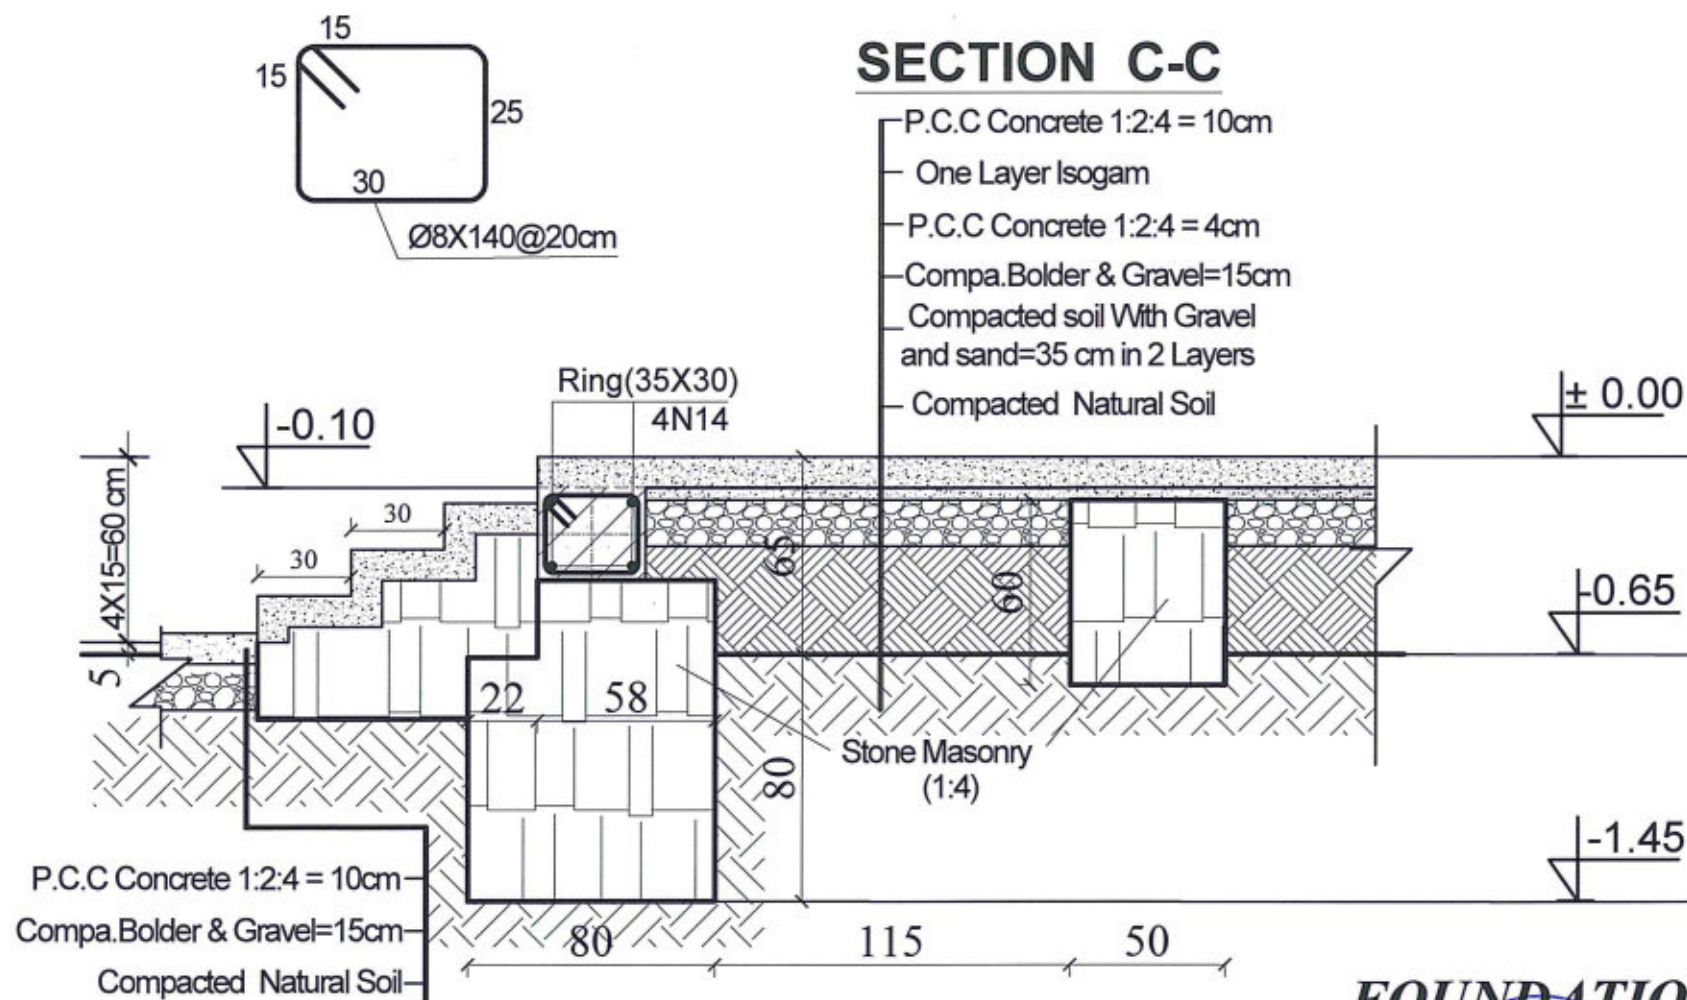 15
15
25
30
Ø8X140@20cm
SECTION C-C
P.C.C Concrete 1:2:4 = 10cm
One Layer Isogam
P.C.C Concrete 1:2:4 = 4cm
Compa.Bolder & Gravel=15cm
Compacted soil With Gravel
and sand=35 cm in 2 Layers
Compacted Natural Soil
Ring(35X30)
4N14
-0.10
± 0.00
4X15=60 cm
5
30
30
65
60
-0.65
22
58
80
Stone Masonry
(1:4)
-1.45
P.C.C Concrete 1:2:4 = 10cm
Compa.Bolder & Gravel=15cm
Compacted Natural Soil
80
115
50